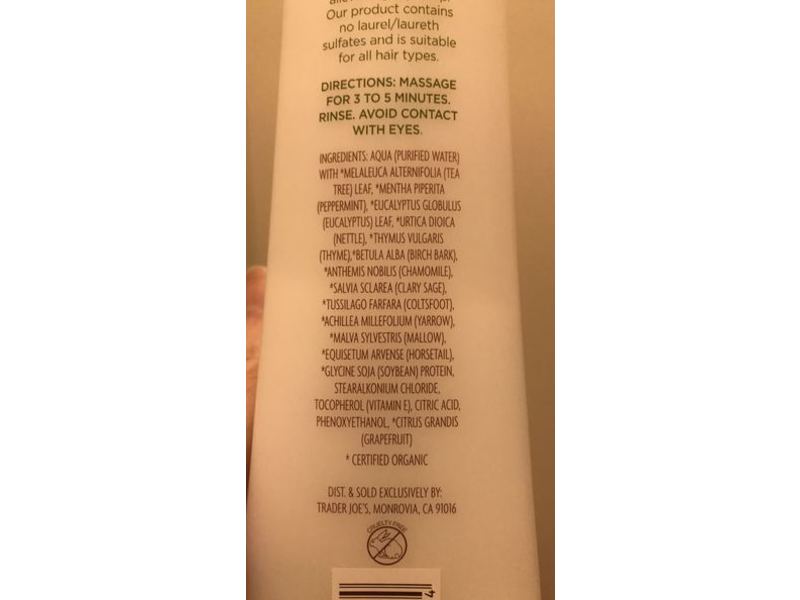 Our product contains
no laurel/laureth
sulfates and is suitable
for all hair types.
DIRECTIONS: MASSAGE
FOR 3 TO 5 MINUTES.
RINSE. AVOID CONTACT
WITH EYES.
INGREDIENTS: AQUA (PURIFIED WATER)
WITH *MELALEUCA ALTERNIFOLIA (TEA
TREE) LEAF, *MENTHA PIPERITA
(PEPPERMINT), *EUCALYPTUS GLOBULUS
(EUCALYPTUS) LEAF, *URTICA DIOICA
(NETTLE), *THYMUS VULGARIS
(THYME),*BETULA ALBA (BIRCH BARK),
*ANTHEMIS NOBILIS (CHAMOMILE),
*SALVIA SCLAREA (CLARY SAGE),
*TUSSILAGO FARFARA (COLTSFOOT),
*ACHILLEA MILLEFOLIUM (YARROW),
*MALVA SYLVESTRIS (MALLOW),
*EQUISETUM ARVENSE (HORSETAIL),
*GLYCINE SOJA (SOYBEAN) PROTEIN,
STEARALKONIUM CHLORIDE,
TOCOPHEROL (VITAMIN E), CITRIC ACID,
PHENOXYETHANOL, *CITRUS GRANDIS
(GRAPEFRUIT)
* CERTIFIED ORGANIC
DIST. & SOLD EXCLUSIVELY BY:
TRADER JOE'S, MONROVIA, CA 91016
CRUELTY FREE
4